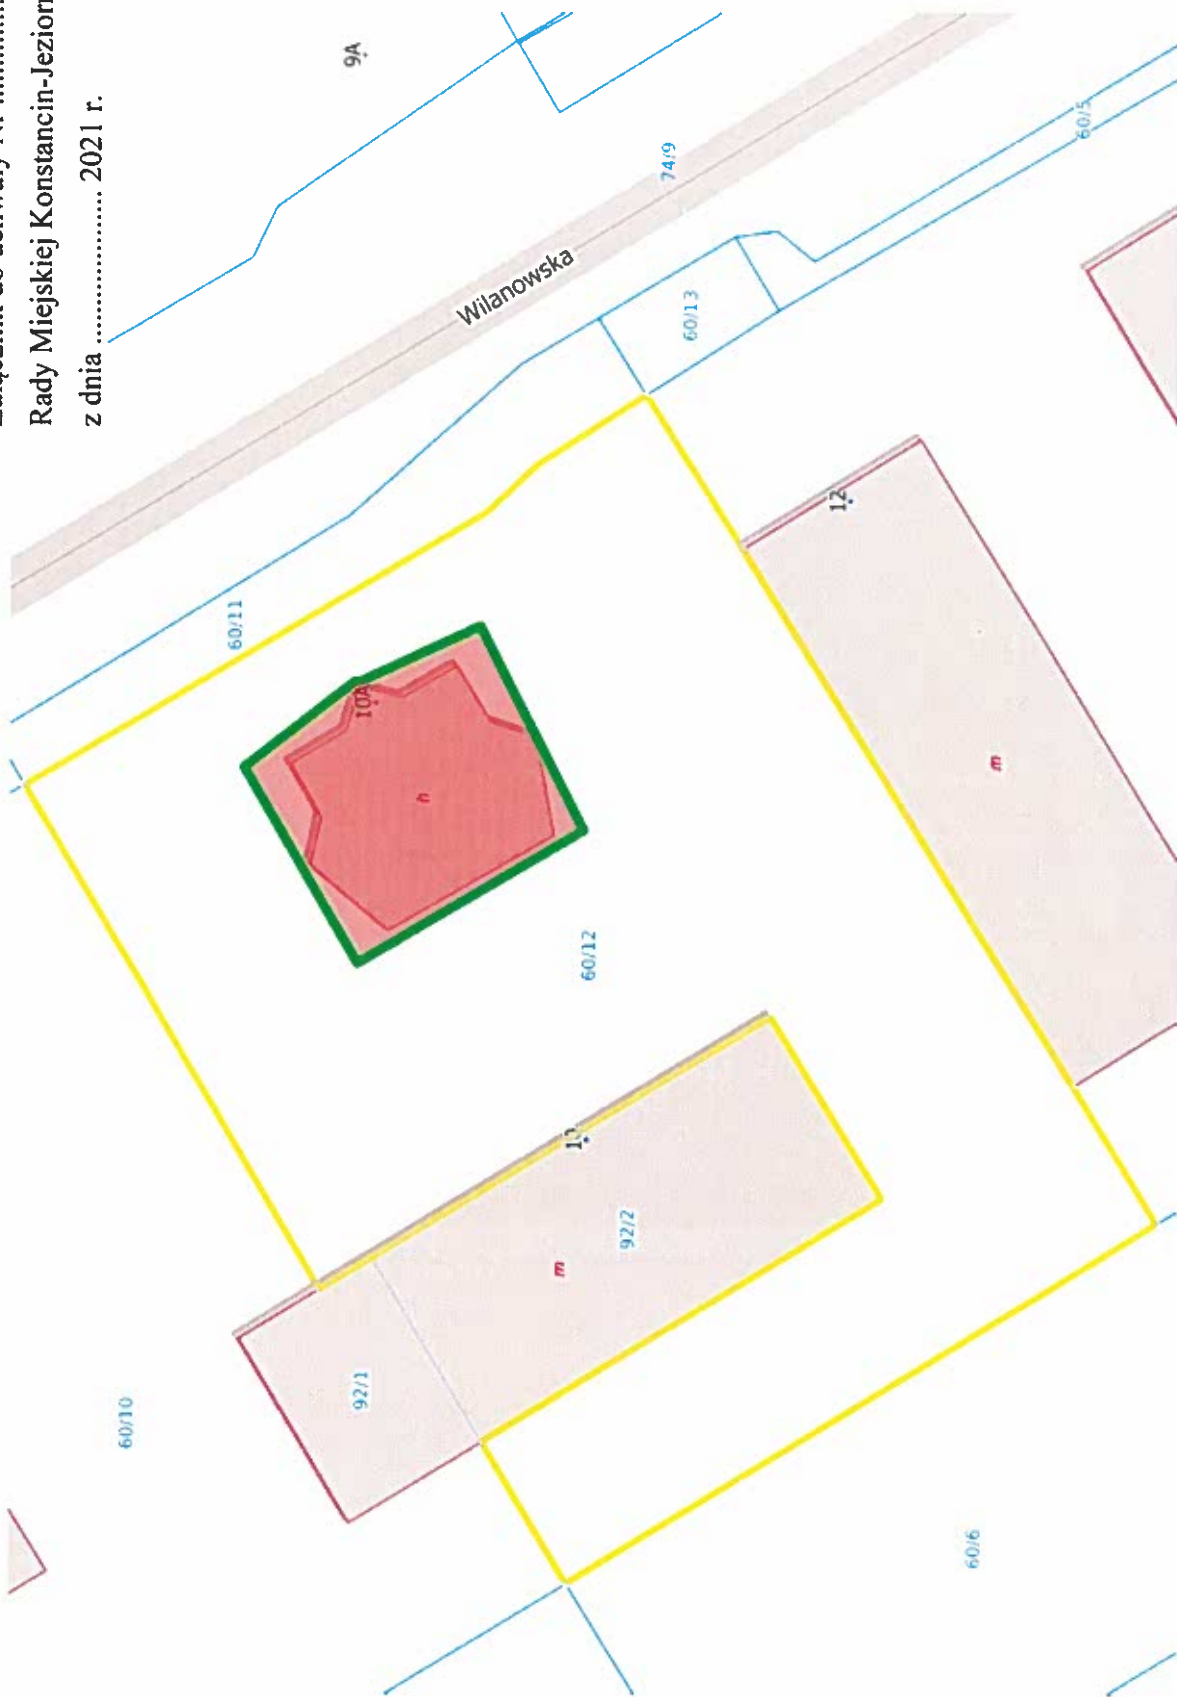 Rady Miejskiej Konstancin-Jezior
z dnia .................... 2021 r.
9A
74/9
60/5
Wilanowska
60/13
60/11
12
10A
h
m
60/12
92/2
m
92/1
60/10
60/6